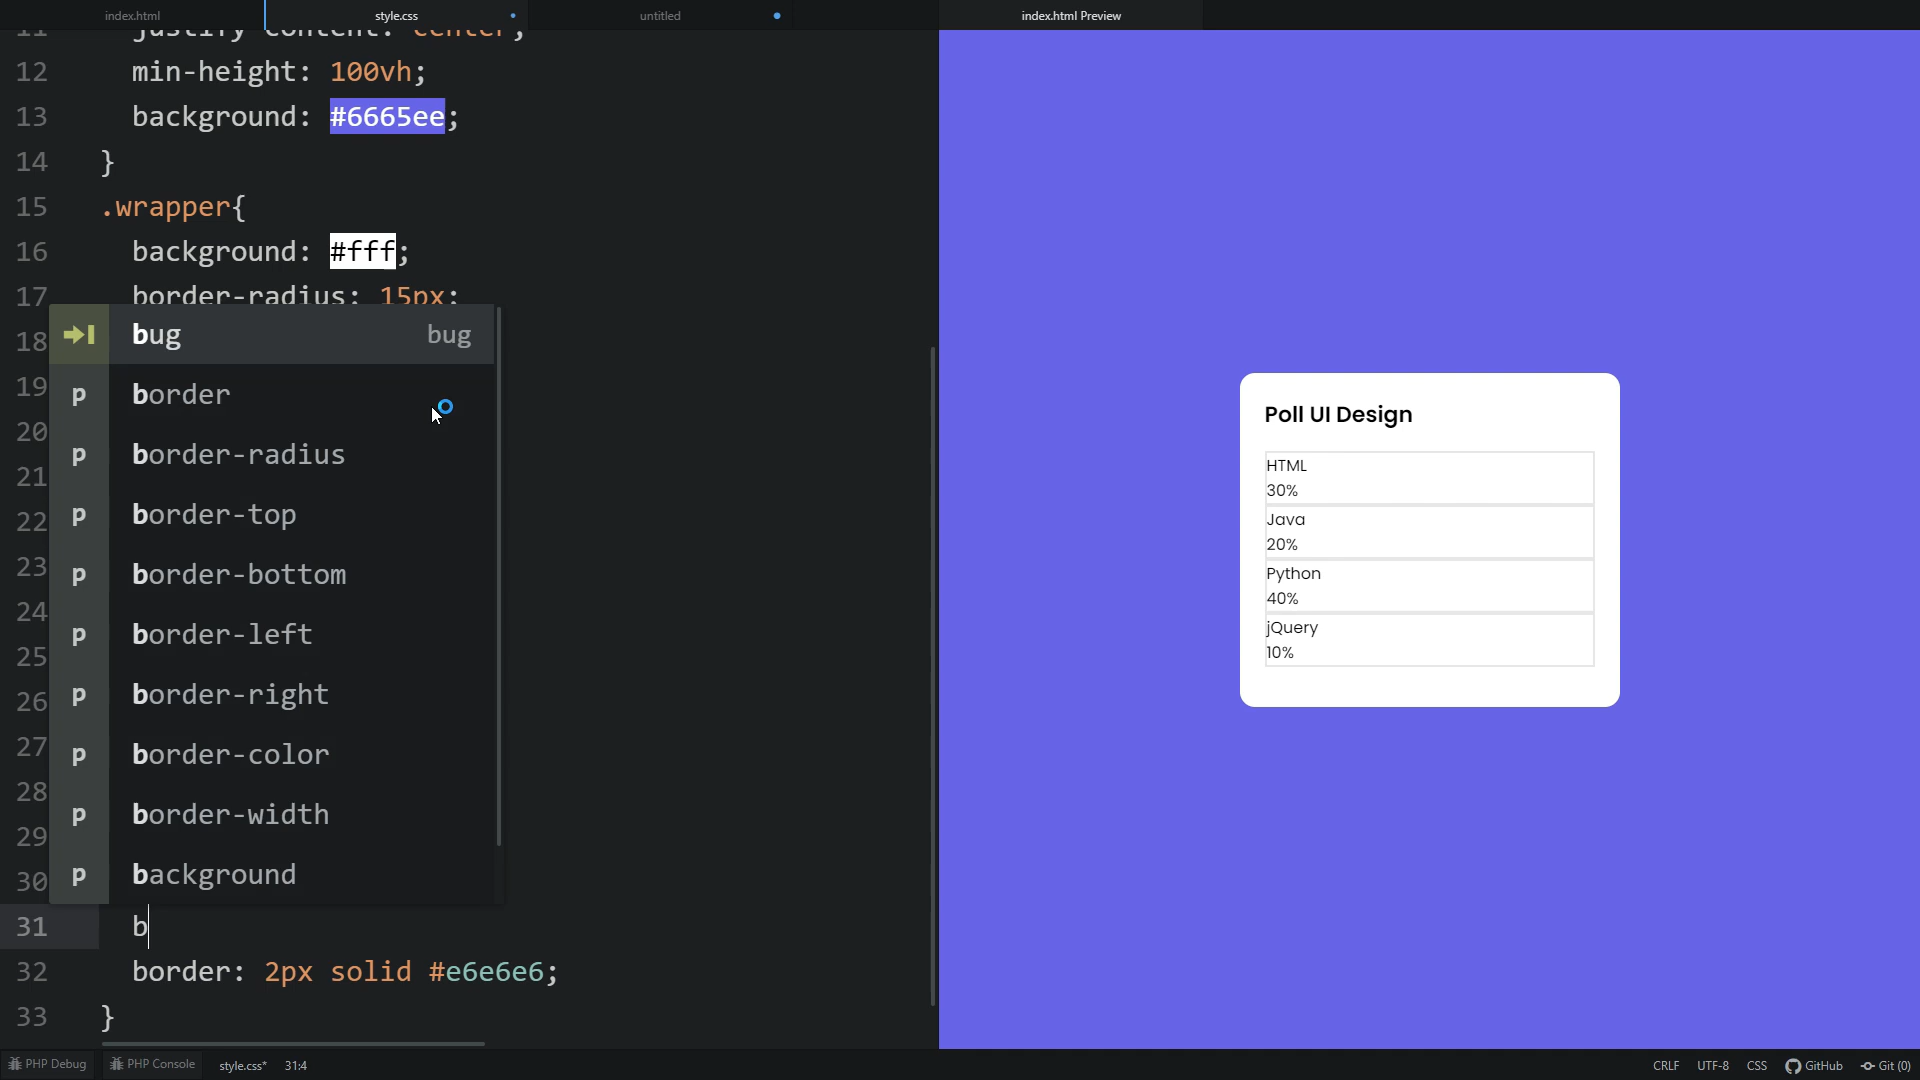 index.html
style.css
untitled
index.html Preview
11 justify-content: center;
12 min-height: 100vh;
13 background: #6665ee;
14 }
15 .wrapper{
16 background: #fff;
17 border-radius: 15px;
18
19
20
21
22
23
24
25
26
27
28
29
30
bug bug
p border
p border-radius
p border-top
p border-bottom
p border-left
p border-right
p border-color
p border-width
p background
31 b
32 border: 2px solid #e6e6e6;
33 }
Poll UI Design
HTML
30%
Java
20%
Python
40%
jQuery
10%
PHP Debug
PHP Console
style.css*
31:4
CRLF
UTF-8
CSS
GitHub
Git (0)